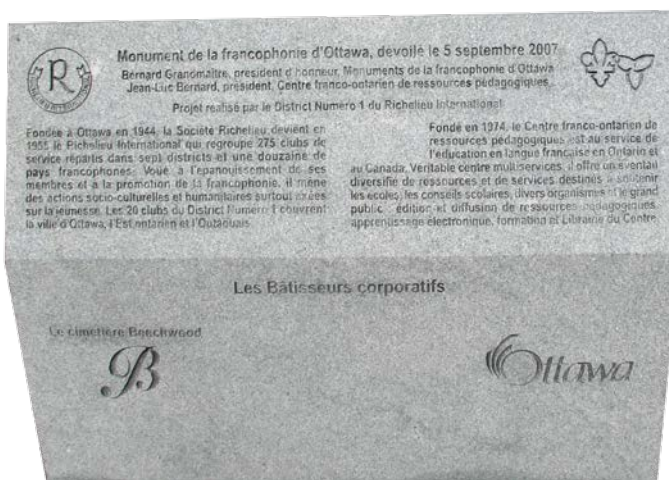 Monument de la francophonie d'Ottawa, dévoilé le 5 septembre 2007
Bernard Grandmaître, président d'honneur, Monuments de la francophonie d'Ottawa
Jean-Luc Bernard, président, Centre franco-ontarien de ressources pédagogiques
Projet réalisé par le District Numéro 1 du Richelieu International
R
Fondée à Ottawa en 1944, la Société Richelieu devient en
1955 le Richelieu International qui regroupe 275 clubs de
service répartis dans sept districts et une douzaine de
pays francophones. Voué à l'épanouissement de ses
membres et à la promotion de la francophonie, il mène
des actions socio-culturelles et humanitaires surtout axées
sur la jeunesse. Les 20 clubs du District Numéro 1 couvrent
la ville d'Ottawa, l'Est ontarien et l'Outaouais.
Fondé en 1974, le Centre franco-ontarien de
ressources pédagogiques est au service de
l'éducation en langue française en Ontario et
au Canada. Véritable centre multiservices, il offre un éventail
diversifié de ressources et de services destinés à soutenir
les écoles, les conseils scolaires, divers organismes et le grand
public : édition et diffusion de ressources pédagogiques,
apprentissage électronique, formation et Librairie du Centre.
Les Bâtisseurs corporatifs
Le cimetière Beechwood
B
Ottawa